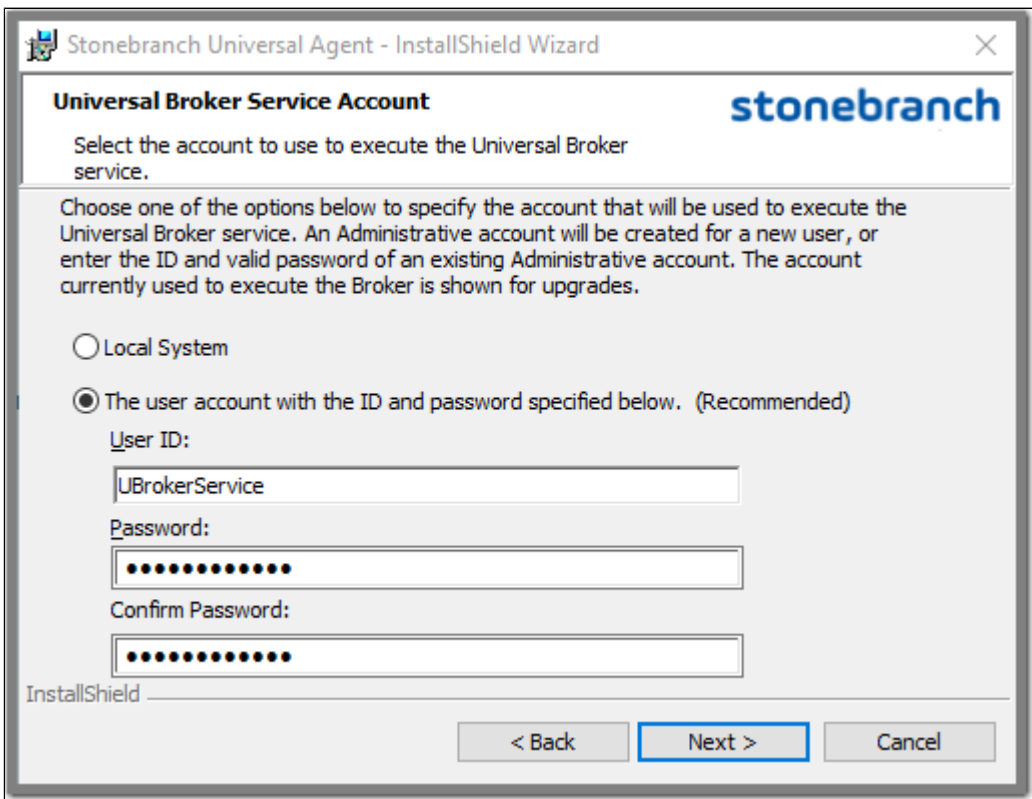 Stonebranch Universal Agent - InstallShield Wizard
Universal Broker Service Account
stonebranch
Select the account to use to execute the Universal Broker
service.
Choose one of the options below to specify the account that will be used to execute the
Universal Broker service. An Administrative account will be created for a new user, or
enter the ID and valid password of an existing Administrative account. The account
currently used to execute the Broker is shown for upgrades.
Local System
The user account with the ID and password specified below. (Recommended)
User ID:
UBrokerService
Password:
••••••••••••
Confirm Password:
••••••••••••
InstallShield
< Back
Next >
Cancel